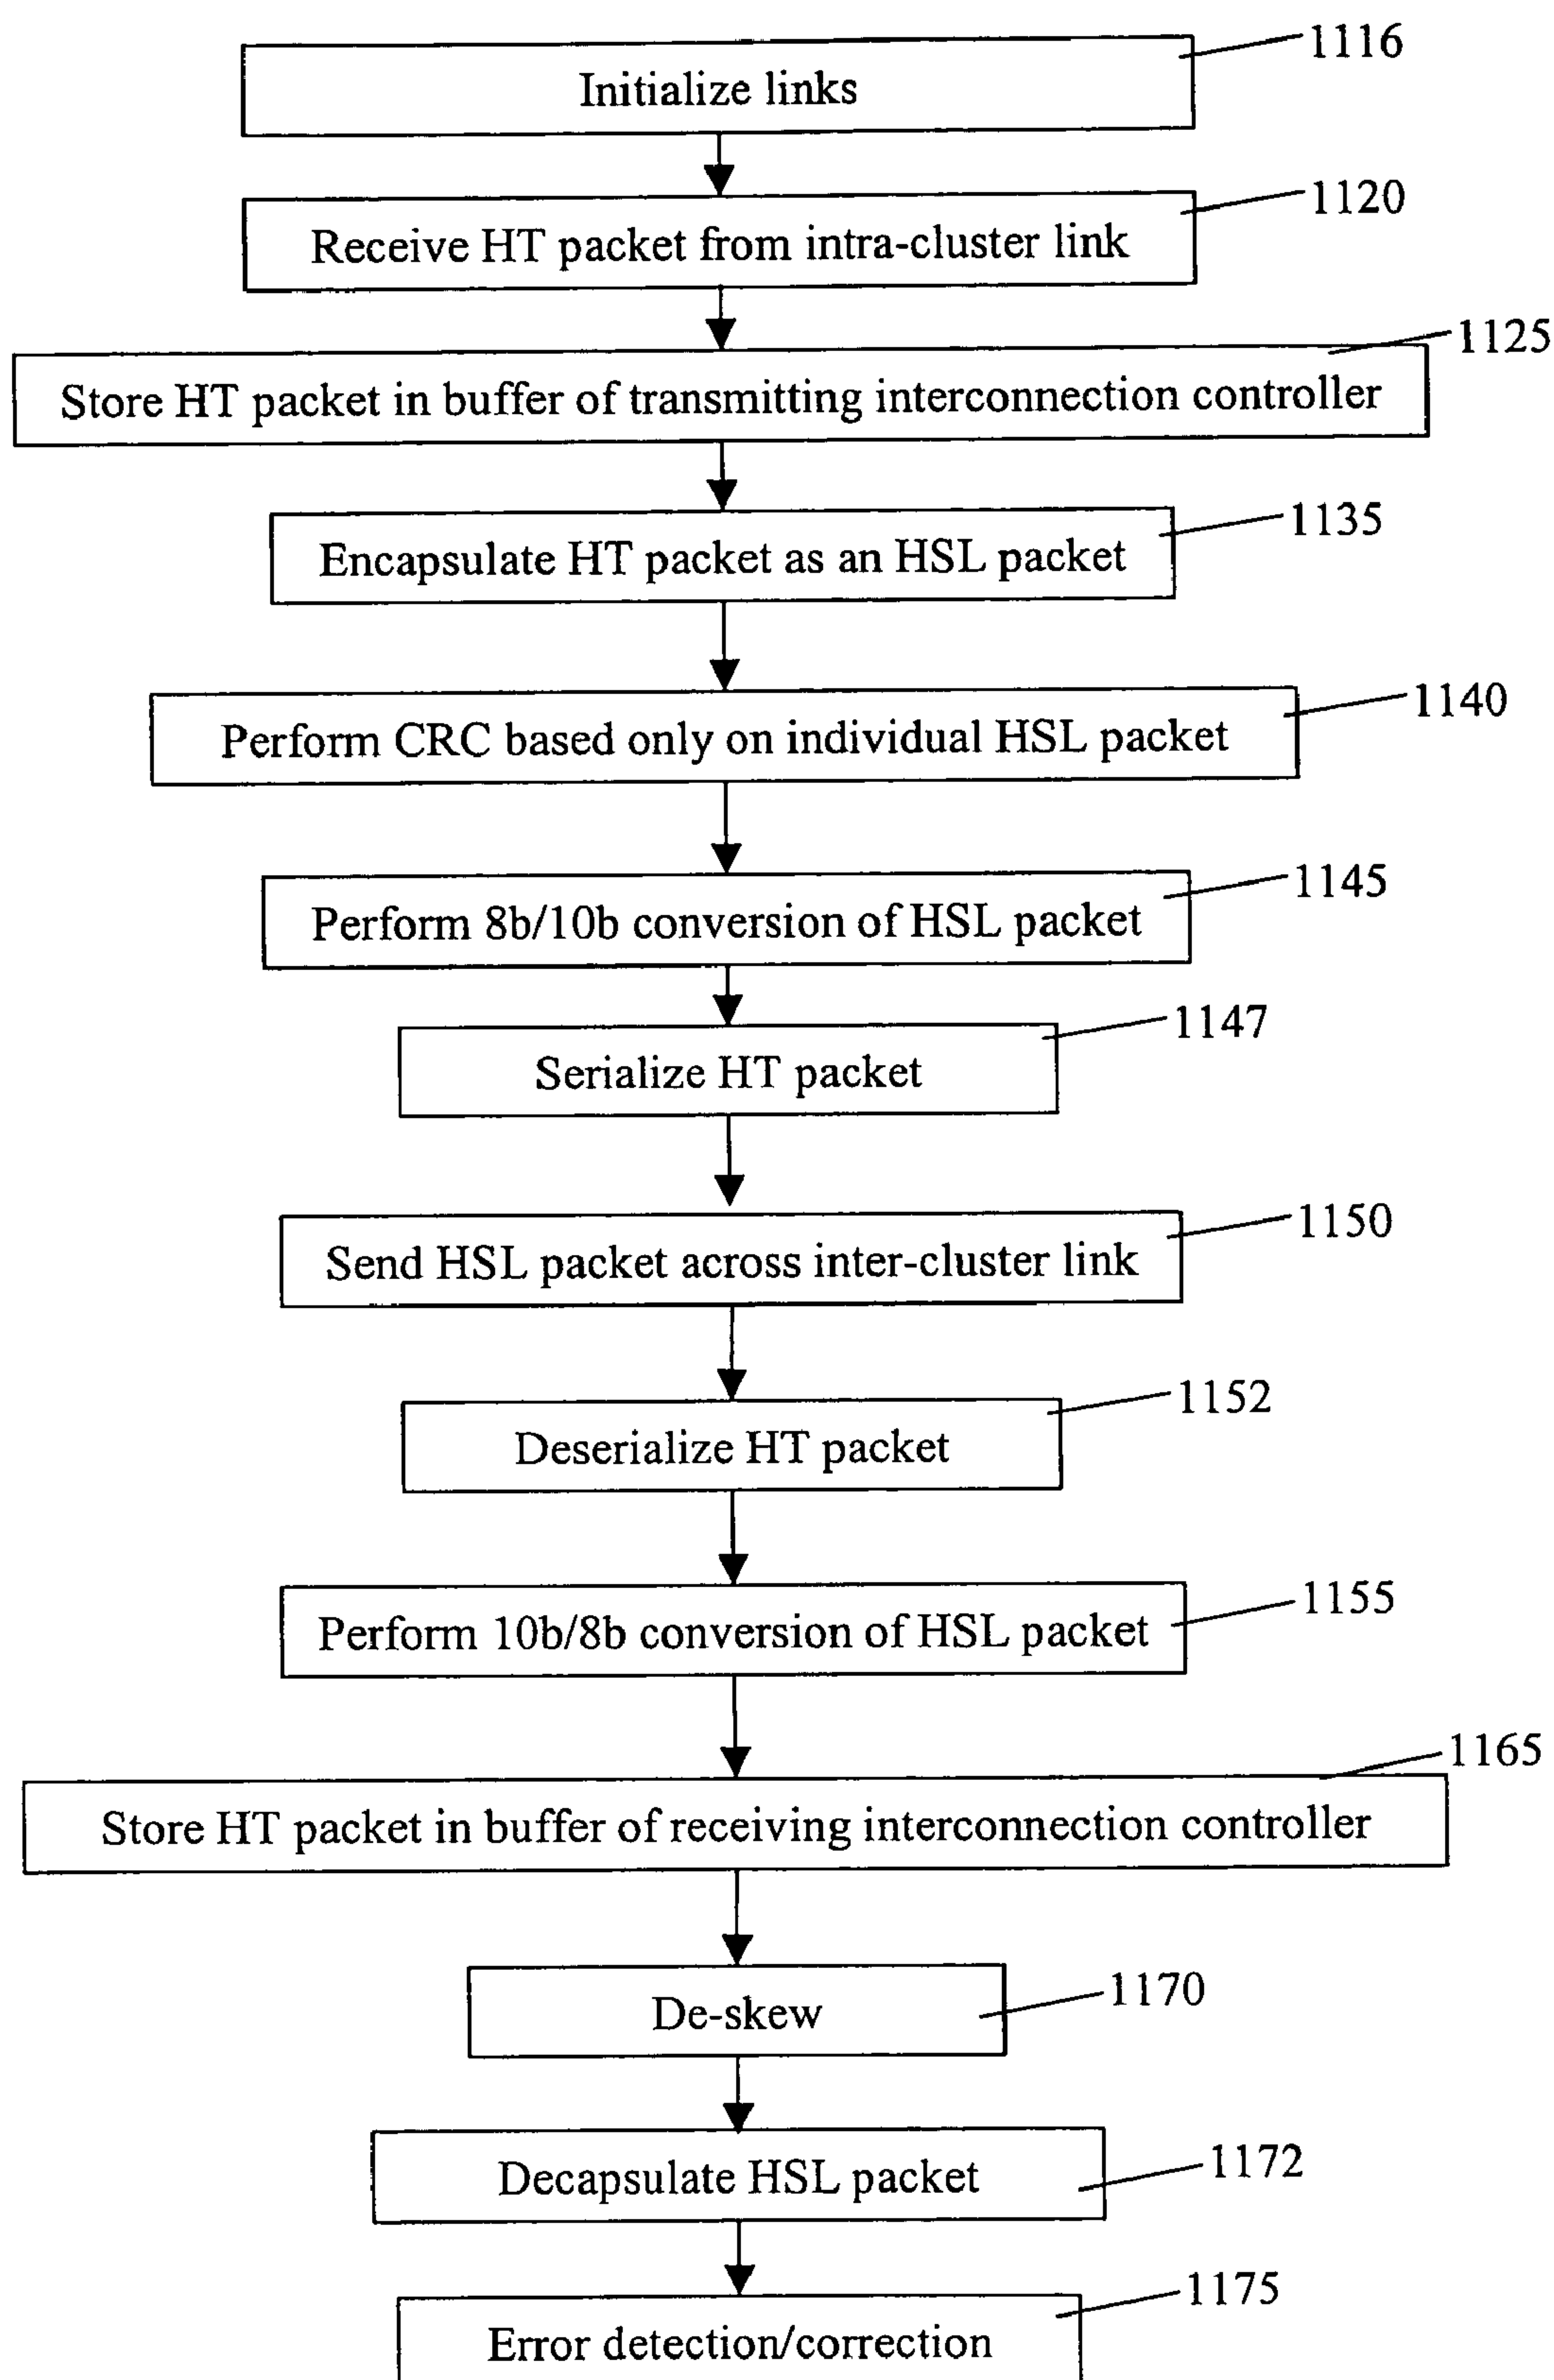 1116
Initialize links
1120
Receive HT packet from intra-cluster link
1125
Store HT packet in buffer of transmitting interconnection controller
1135
Encapsulate HT packet as an HSL packet
1140
Perform CRC based only on individual HSL packet
1145
Perform 8b/10b conversion of HSL packet
1147
Serialize HT packet
1150
Send HSL packet across inter-cluster link
1152
Deserialize HT packet
1155
Perform 10b/8b conversion of HSL packet
1165
Store HT packet in buffer of receiving interconnection controller
1170
De-skew
1172
Decapsulate HSL packet
1175
Error detection/correction